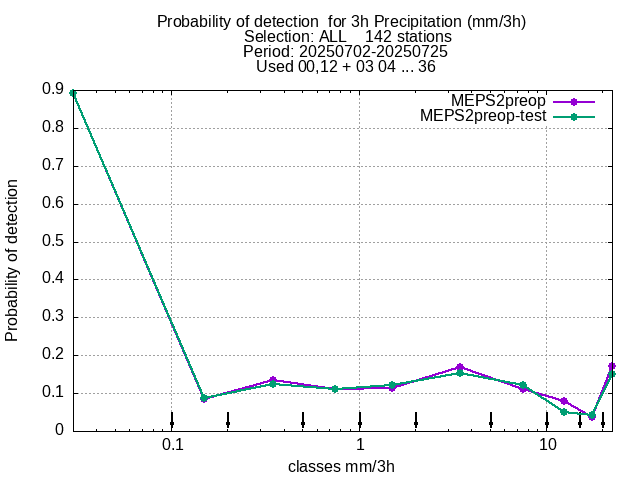 Probability of detection  for 3h Precipitation (mm/3h)
Selection: ALL    142 stations
Period: 20250702-20250725
Used 00,12 + 03 04 ... 36
MEPS2preop
MEPS2preop-test
Probability of detection
0.9
0.8
0.7
0.6
0.5
0.4
0.3
0.2
0.1
0
0.1
1
10
classes mm/3h